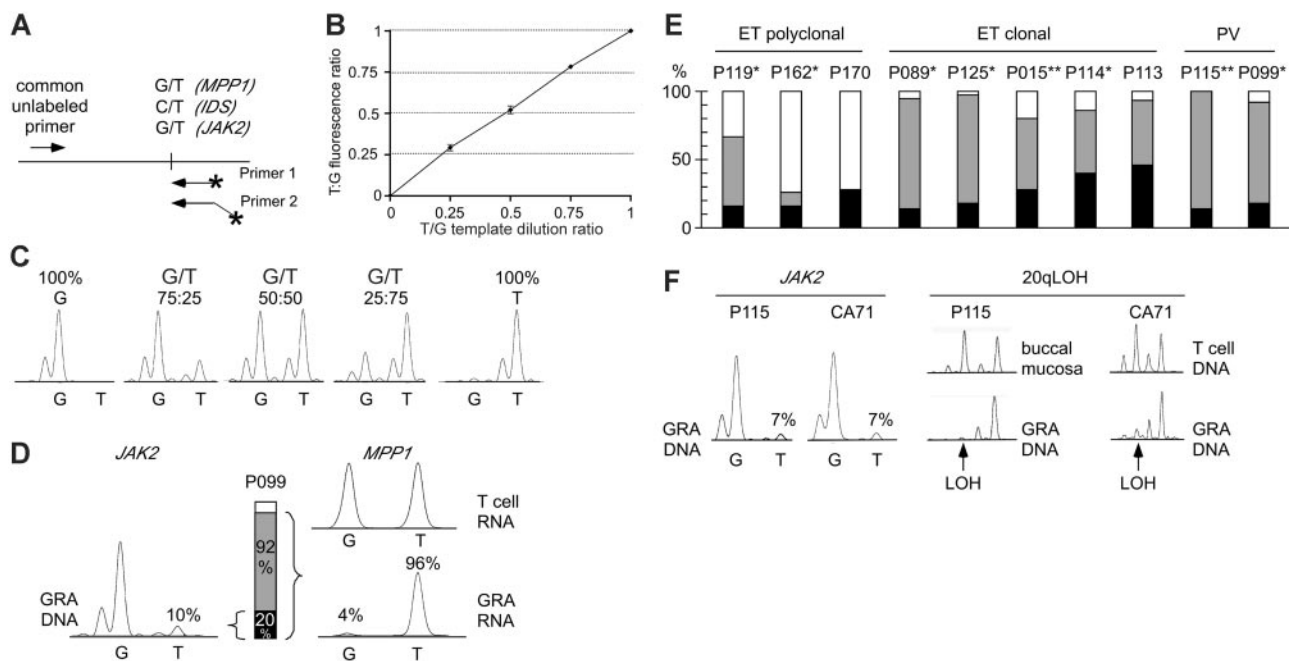 A
common
unlabeled
primer
G/T (MPP1)
C/T (IDS)
G/T (JAK2)
Primer 1
*
Primer 2
*
B
T:G fluorescence ratio
1
0.75
0.5
0.25
0
0 0.25 0.5 0.75 1
T/G template dilution ratio
C
100% G/T G/T G/T 100%
G 75:25 50:50 25:75 T
G T G T G T G T G T
D
JAK2 MPP1
P099
T cell
RNA
G T
92
%
96%
GRA
DNA
10%
20
%
4%
GRA
RNA
G T G T
E
ET polyclonal ET clonal PV
% P119* P162* P170 P089* P125* P015** P114* P113 P115** P099*
100
50
0
F
JAK2 20qLOH
P115 CA71 P115 CA71
buccal
mucosa
T cell
DNA
GRA
DNA
7% 7%
GRA
DNA
GRA
DNA
G T G T
LOH LOH